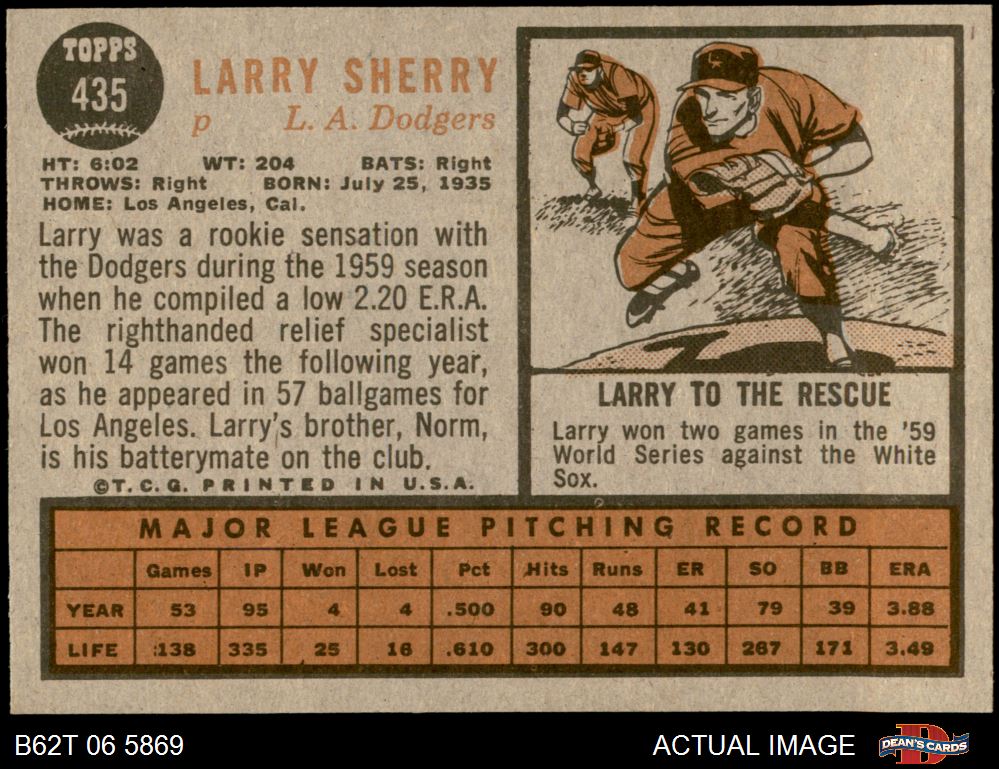 TOPPS
435
LARRY SHERRY
p L. A. Dodgers
HT: 6:02 WT: 204 BATS: Right
THROWS: Right BORN: July 25, 1935
HOME: Los Angeles, Cal.
Larry was a rookie sensation with
the Dodgers during the 1959 season
when he compiled a low 2.20 E.R.A.
The righthanded relief specialist
won 14 games the following year,
as he appeared in 57 ballgames for
Los Angeles. Larry's brother, Norm,
is his batterymate on the club.
©T.C.G. PRINTED IN U.S.A.
LARRY TO THE RESCUE
Larry won two games in the '59
World Series against the White
Sox.
MAJOR LEAGUE PITCHING RECORD
Games IP Won Lost Pct Hits Runs ER SO BB ERA
YEAR 53 95 4 4 .500 90 48 41 79 39 3.88
LIFE 138 335 25 16 .610 300 147 130 267 171 3.49
B62T 06 5869 ACTUAL IMAGE DEAN'S CARDS